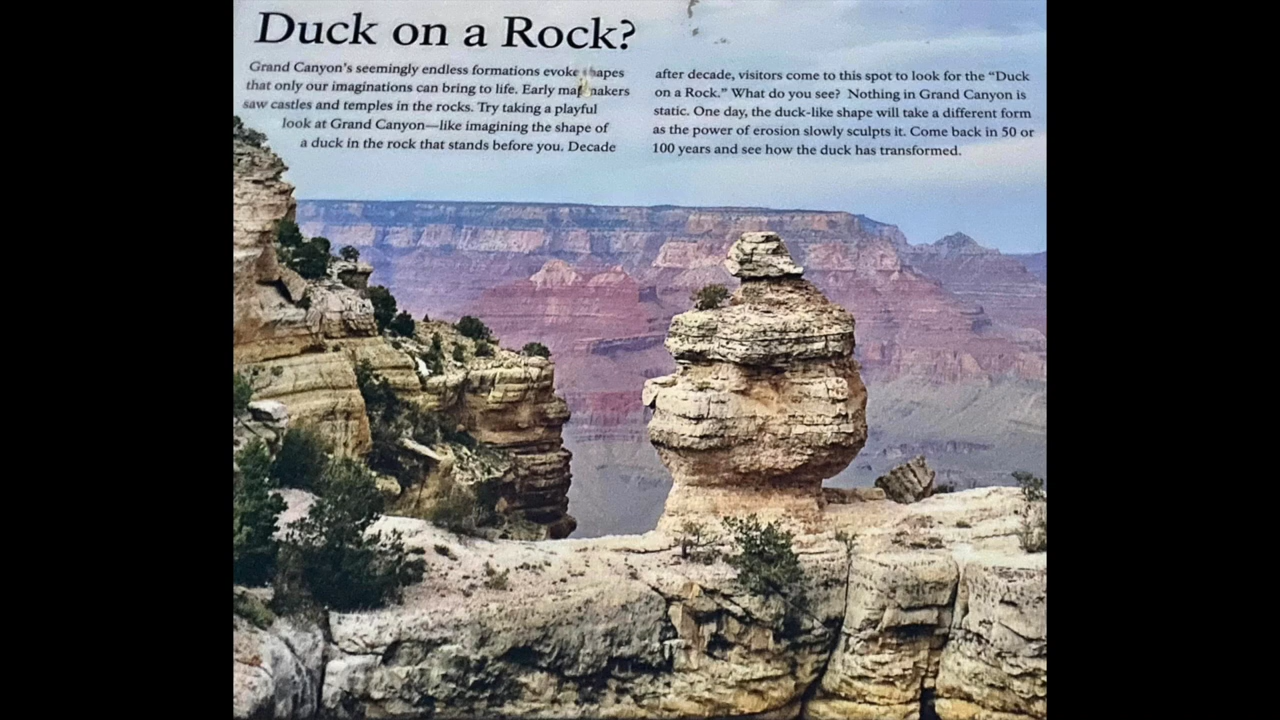 Duck on a Rock?
Grand Canyon's seemingly endless formations evoke shapes
that only our imaginations can bring to life. Early mapmakers
saw castles and temples in the rocks. Try taking a playful
look at Grand Canyon—like imagining the shape of
a duck in the rock that stands before you. Decade
after decade, visitors come to this spot to look for the “Duck
on a Rock.” What do you see? Nothing in Grand Canyon is
static. One day, the duck-like shape will take a different form
as the power of erosion slowly sculpts it. Come back in 50 or
100 years and see how the duck has transformed.